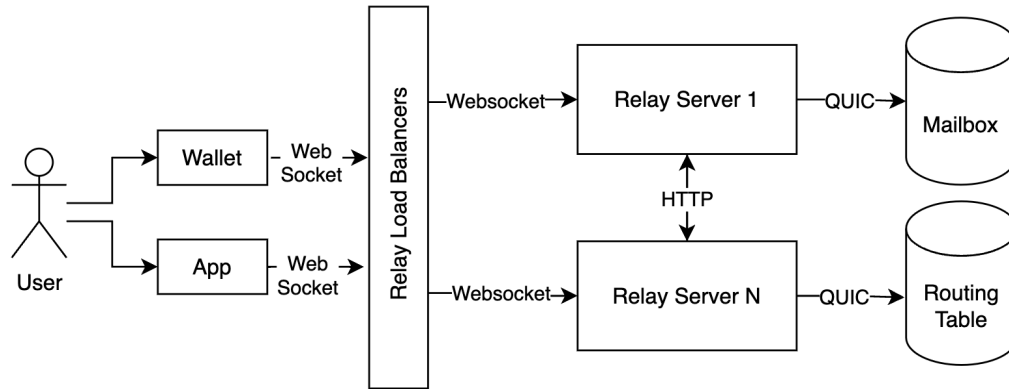 User
Wallet
App
Web
Socket
Web
Socket
Relay Load Balancers
Websocket
Websocket
Relay Server 1
HTTP
Relay Server N
QUIC
QUIC
Mailbox
Routing
Table